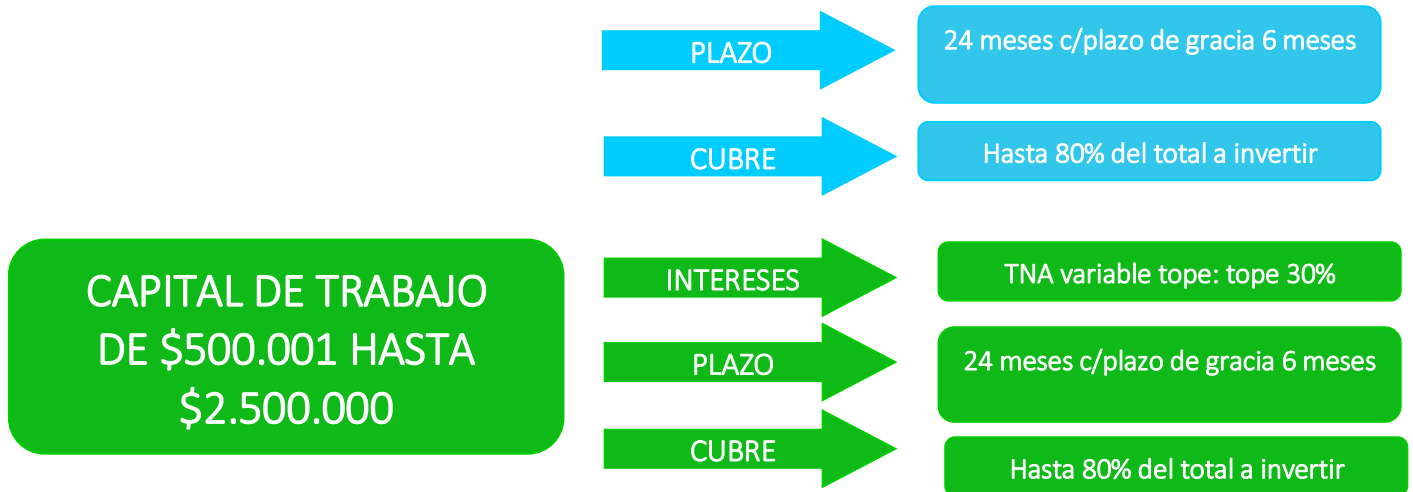 PLAZO
24 meses c/plazo de gracia 6 meses
CUBRE
Hasta 80% del total a invertir
CAPITAL DE TRABAJO
DE $500.001 HASTA
$2.500.000
INTERESES
TNA variable tope: tope 30%
PLAZO
24 meses c/plazo de gracia 6 meses
CUBRE
Hasta 80% del total a invertir